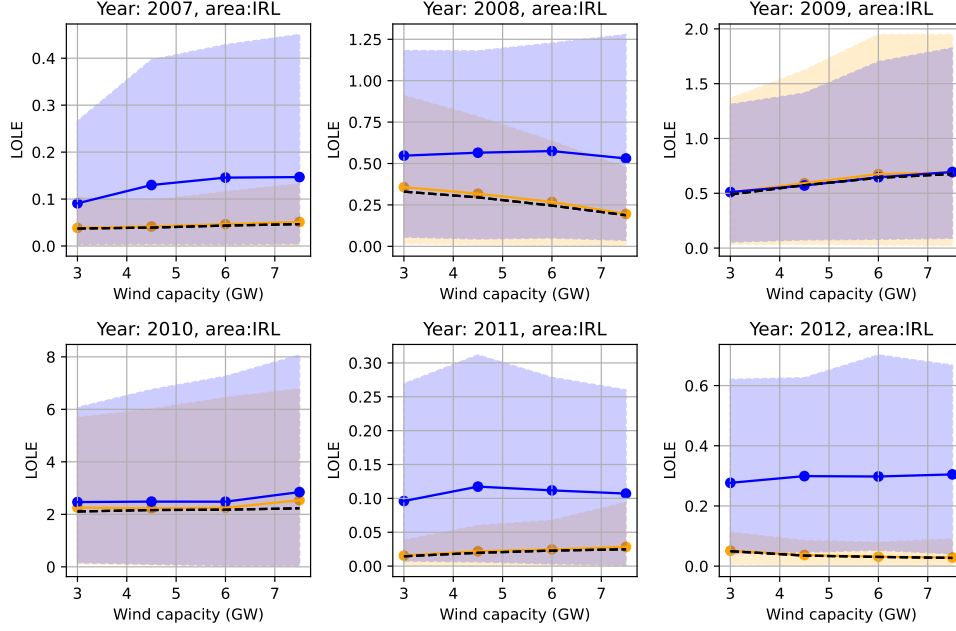 Year: 2007, area:IRL
Year: 2008, area:IRL
Year: 2009, area:IRL
LOLE
0.4
0.3
0.2
0.1
0.0
3 4 5 6 7
Wind capacity (GW)
LOLE
1.25
1.00
0.75
0.50
0.25
0.00
3 4 5 6 7
Wind capacity (GW)
LOLE
2.0
1.5
1.0
0.5
0.0
3 4 5 6 7
Wind capacity (GW)
Year: 2010, area:IRL
Year: 2011, area:IRL
Year: 2012, area:IRL
LOLE
8
6
4
2
0
3 4 5 6 7
Wind capacity (GW)
LOLE
0.30
0.25
0.20
0.15
0.10
0.05
0.00
3 4 5 6 7
Wind capacity (GW)
LOLE
0.6
0.4
0.2
0.0
3 4 5 6 7
Wind capacity (GW)